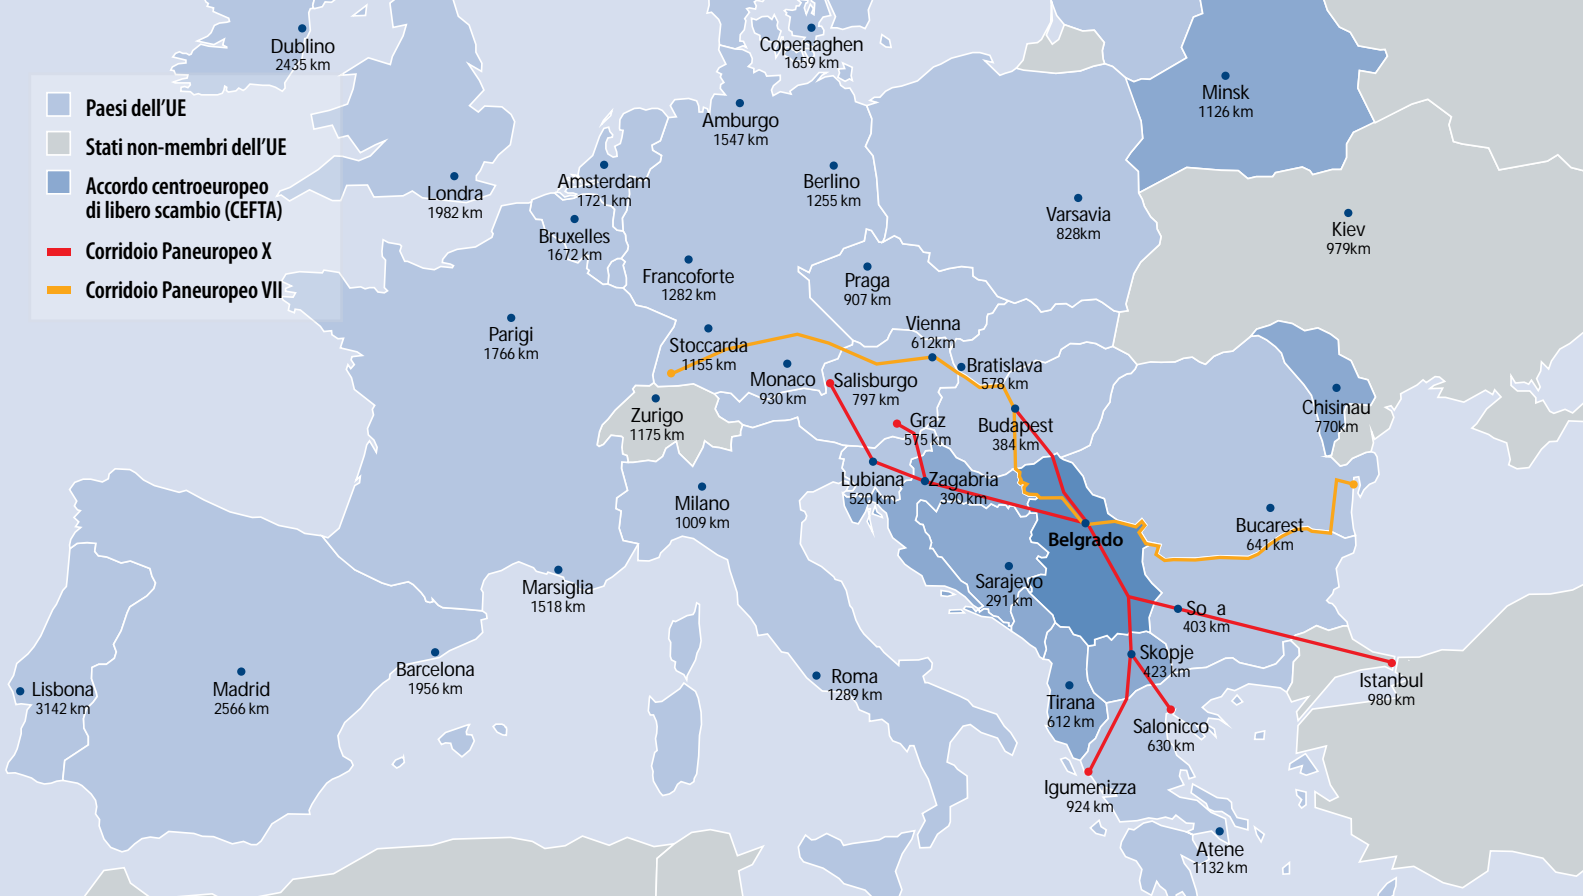 Dublino
2435 km
Copenaghen
1659 km
Paesi dell'UE
Stati non-membri dell'UE
Accordo centroeuropeo
di libero scambio (CEFTA)
Corridoio Paneuropeo X
Corridoio Paneuropeo VII
Minsk
1126 km
Amburgo
1547 km
Amsterdam
1721 km
Berlino
1255 km
Londra
1982 km
Varsavia
828km
Kiev
979km
Bruxelles
1672 km
Francoforte
1282 km
Praga
907 km
Parigi
1766 km
Vienna
612km
Stoccarda
1155 km
Bratislava
578 km
Monaco
930 km
Salisburgo
797 km
Zurigo
1175 km
Graz
575 km
Budapest
384 km
Chisinau
770km
Lubiana
520 km
Zagabria
390 km
Milano
1009 km
Bucarest
641 km
Belgrado
Marsiglia
1518 km
Sarajevo
291 km
So a
403 km
Skopje
423 km
Barcelona
1956 km
Roma
1289 km
Lisbona
3142 km
Madrid
2566 km
Tirana
612 km
Istanbul
980 km
Salonicco
630 km
Igumenizza
924 km
Atene
1132 km